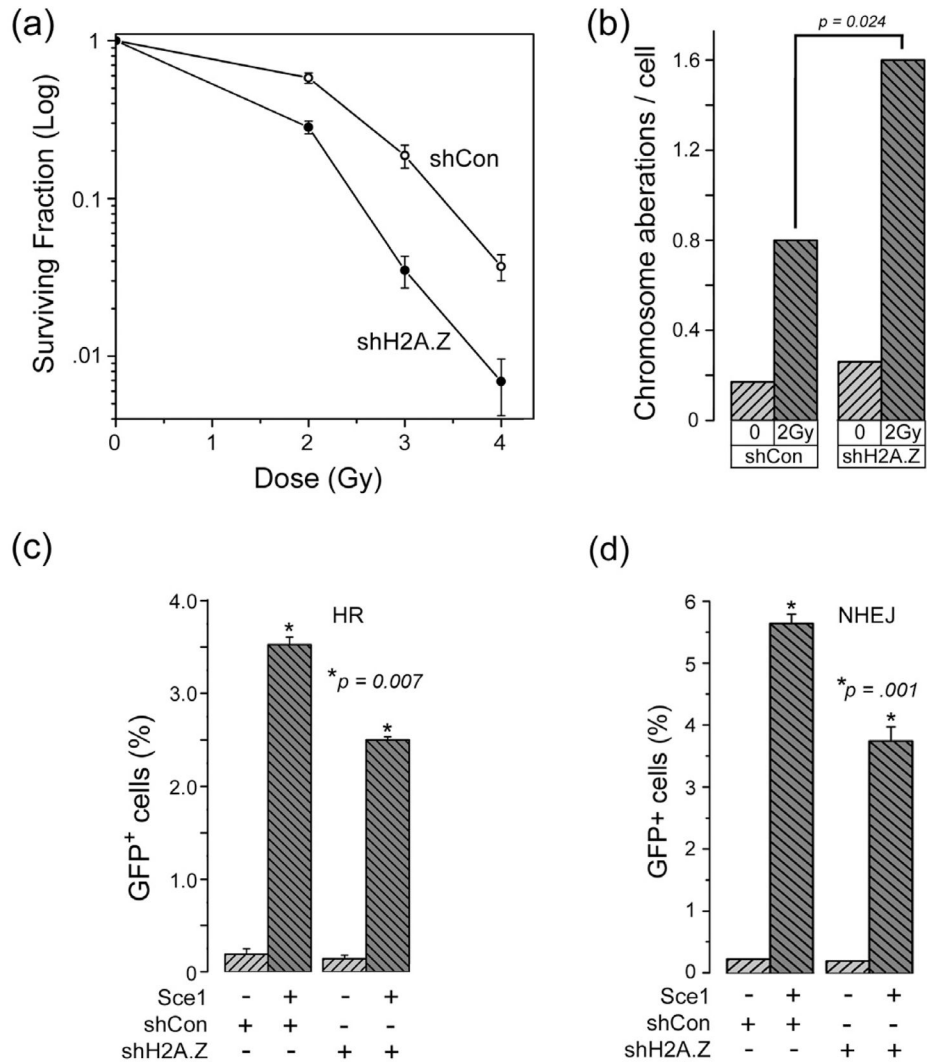 (a)
Surviving Fraction (Log)
1
0.1
.01
shCon
shH2A.Z
0 1 2 3 4
Dose (Gy)
(b)
p = 0.024
Chromosome aberations / cell
1.6
1.2
0.8
0.4
0
0 2Gy 0 2Gy
shCon shH2A.Z
(c)
GFP+ cells (%)
4.0
3.0
2.0
1.0
0
HR
*
*p = 0.007
*
Sce1 - + - +
shCon + + - -
shH2A.Z - - + +
(d)
GFP+ cells (%)
6
5
4
6
2
1
0
NHEJ
*
*p = .001
*
Sce1 - + - +
shCon + + - -
shH2A.Z - - + +